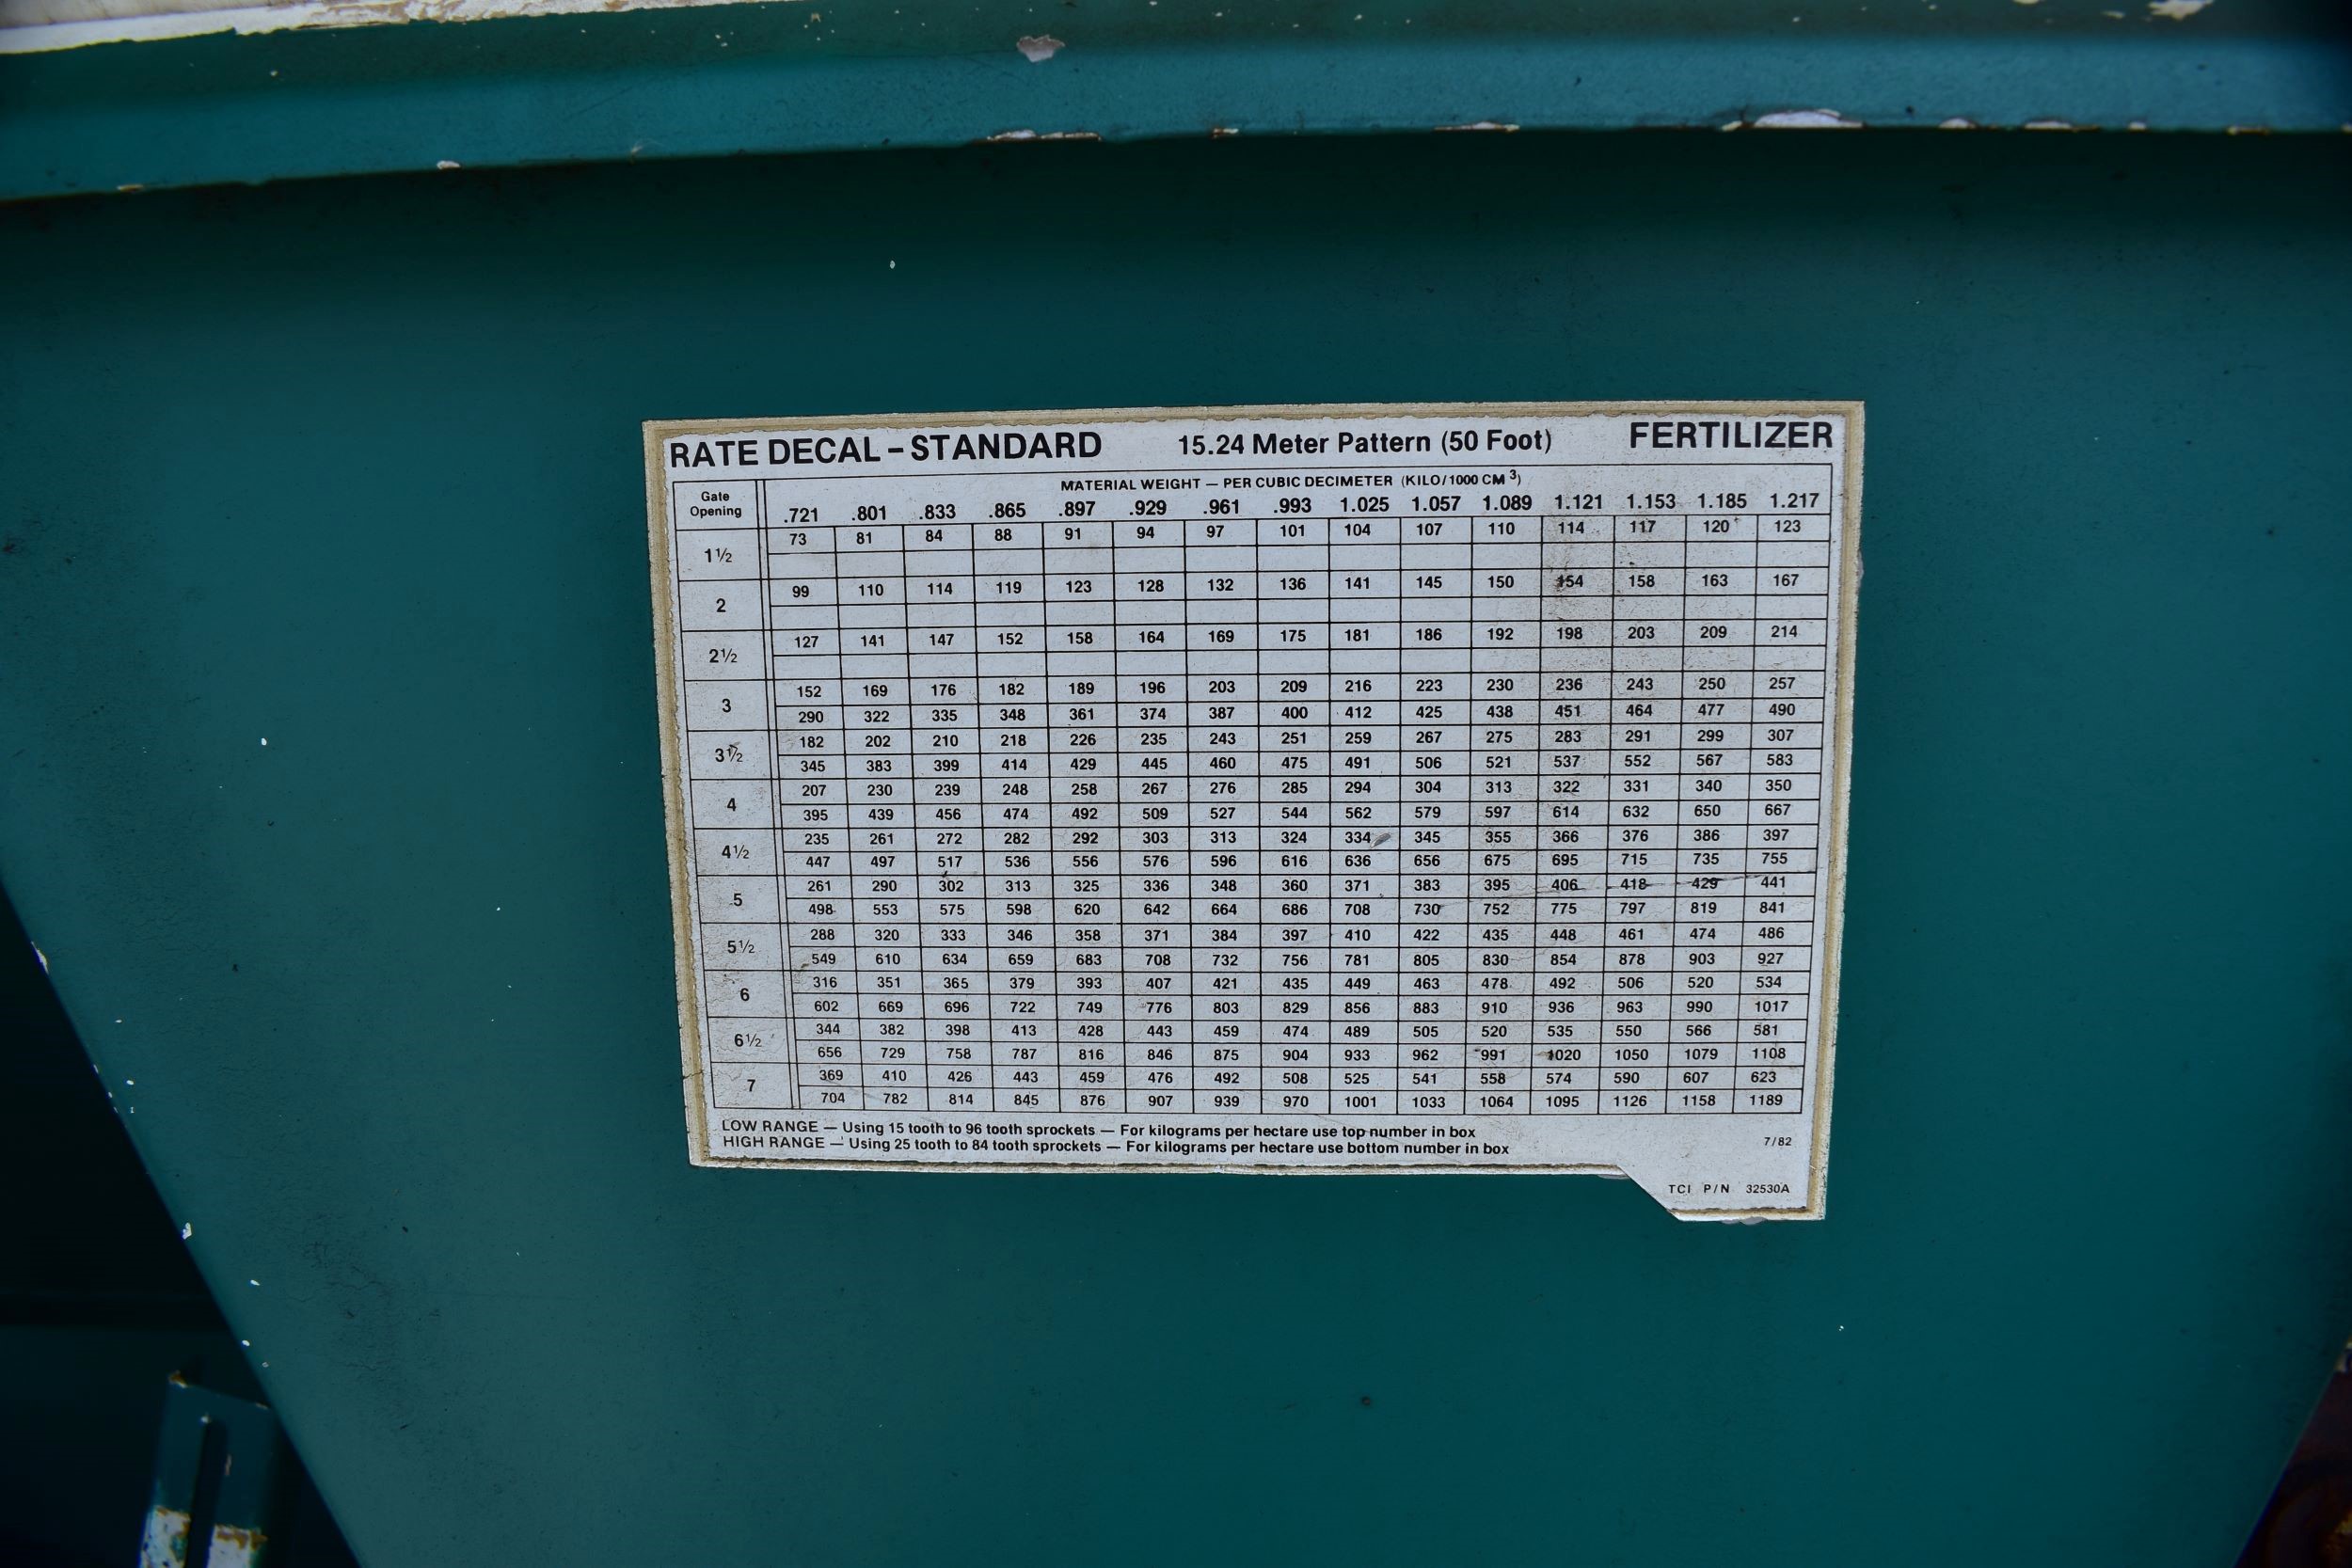 RATE DECAL – STANDARD 15.24 Meter Pattern (50 Foot) FERTILIZER
MATERIAL WEIGHT — PER CUBIC DECIMETER (KILO/1000 CM³)
Gate
Opening
.721 .801 .833 .865 .897 .929 .961 .993 1.025 1.057 1.089 1.121 1.153 1.185 1.217
1½
73 81 84 88 91 94 97 101 104 107 110 114 117 120 123
2
99 110 114 119 123 128 132 136 141 145 150 154 158 163 167
2½
127 141 147 152 158 164 169 175 181 186 192 198 203 209 214
3
152 169 176 182 189 196 203 209 216 223 230 236 243 250 257
290 322 335 348 361 374 387 400 412 425 438 451 464 477 490
3½
182 202 210 218 226 235 243 251 259 267 275 283 291 299 307
345 383 399 414 429 445 460 475 491 506 521 537 552 567 583
4
207 230 239 248 258 267 276 285 294 304 313 322 331 340 350
395 439 456 474 492 509 527 544 562 579 597 614 632 650 667
4½
235 261 272 282 292 303 313 324 334 345 355 366 376 386 397
447 497 517 536 556 576 596 616 636 656 675 695 715 735 755
5
261 290 302 313 325 336 348 360 371 383 395 406 418 429 441
498 553 575 598 620 642 664 686 708 730 752 775 797 819 841
5½
288 320 333 346 358 371 384 397 410 422 435 448 461 474 486
549 610 634 659 683 708 732 756 781 805 830 854 878 903 927
6
316 351 365 379 393 407 421 435 449 463 478 492 506 520 534
602 669 696 722 749 776 803 829 856 883 910 936 963 990 1017
6½
344 382 398 413 428 443 459 474 489 505 520 535 550 566 581
656 729 758 787 816 846 875 904 933 962 991 1020 1050 1079 1108
7
369 410 426 443 459 476 492 508 525 541 558 574 590 607 623
704 782 814 845 876 907 939 970 1001 1033 1064 1095 1126 1158 1189
LOW RANGE — Using 15 tooth to 96 tooth sprockets — For kilograms per hectare use top number in box
HIGH RANGE — Using 25 tooth to 84 tooth sprockets — For kilograms per hectare use bottom number in box
7/82
TCI P/N 32530A